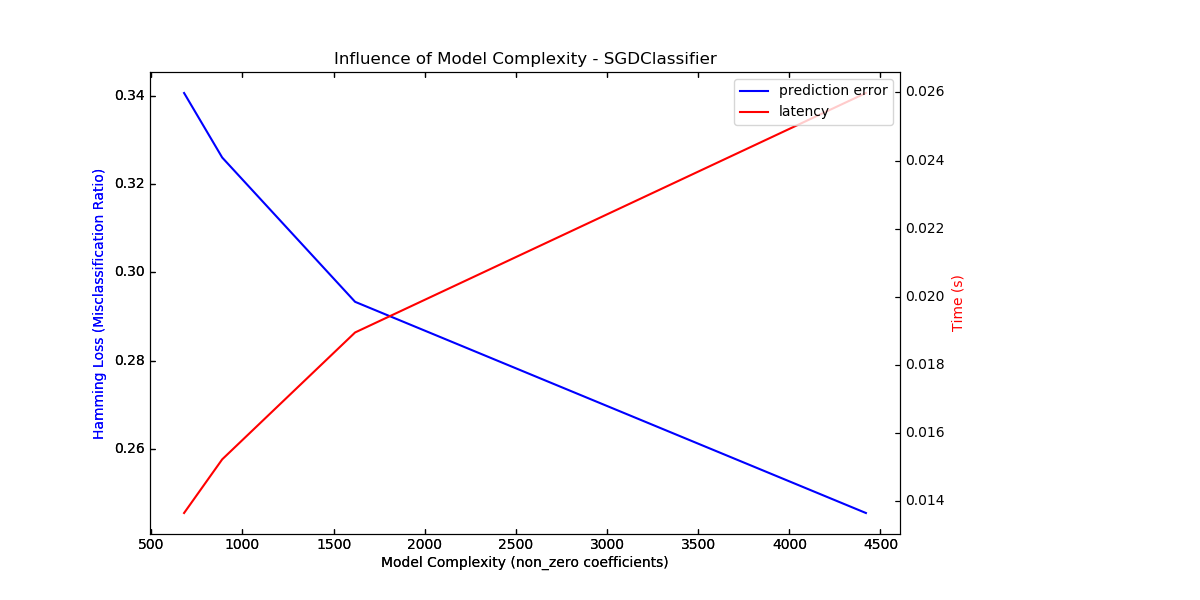 Influence of Model Complexity - SGDClassifier
prediction error
latency
0.34
0.32
0.30
0.28
0.26
Hamming Loss (Misclassification Ratio)
0.026
0.024
0.022
0.020
0.018
0.016
0.014
Time (s)
500 1000 1500 2000 2500 3000 3500 4000 4500
Model Complexity (non_zero coefficients)